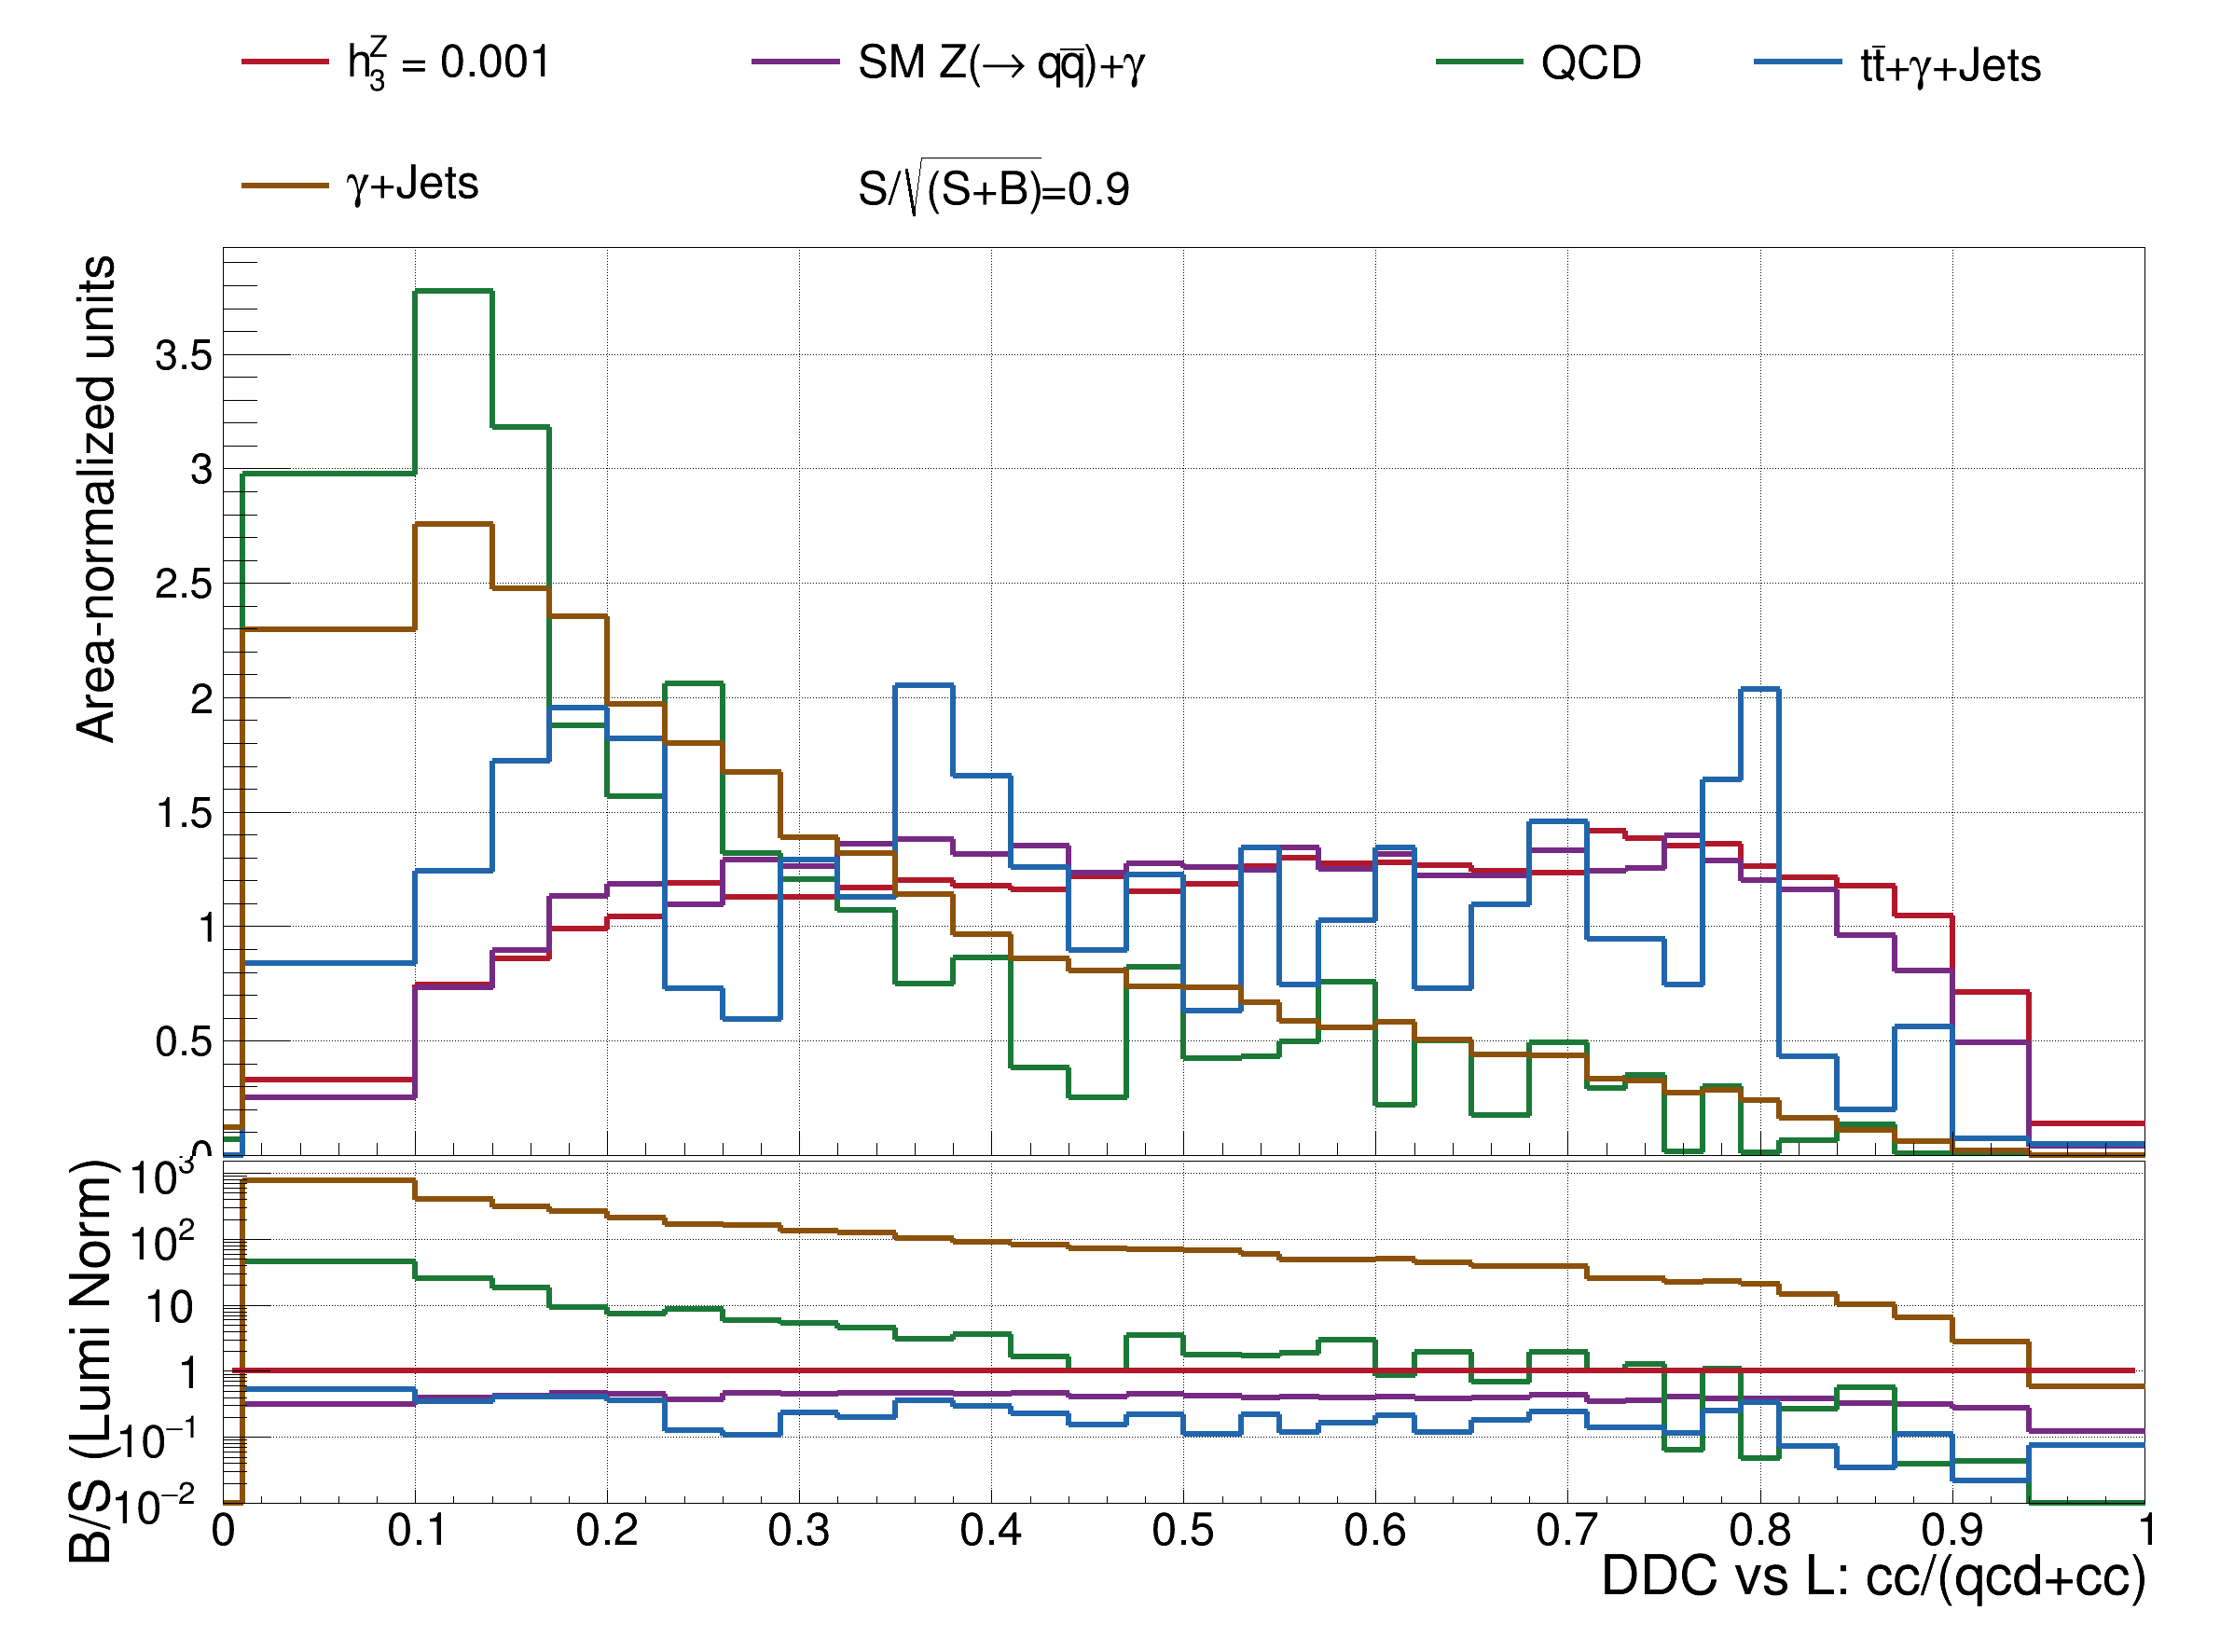 h₃ᶻ = 0.001 SM Z(→ qq̅)+γ QCD tt̅+γ+Jets
γ+Jets S/√(S+B)=0.9
Area-normalized units
3.5
3
2.5
2
1.5
1
0.5
0
B/S (Lumi Norm)
10³
10²
10
1
10⁻¹
10⁻²
0 0.1 0.2 0.3 0.4 0.5 0.6 0.7 0.8 0.9 1
DDC vs L: cc/(qcd+cc)